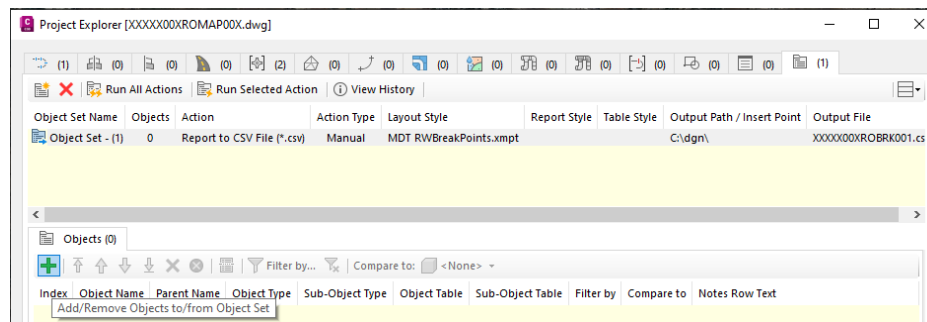 Project Explorer [XXXXX00XROMAP00X.dwg]
(1) (0) (0) (0) (2) (0) (0) (0) (0) (0) (0) (0) (0) (0) (1)
Run All Actions Run Selected Action View History
Object Set Name Objects Action Action Type Layout Style Report Style Table Style Output Path / Insert Point Output File
Object Set - (1) 0 Report to CSV File (*.csv) Manual MDT RWBreakPoints.xmpt C:\dgn\ XXXXX00XROBRK001.cs
Objects (0)
Filter by... Compare to: <None>
Index Object Name Parent Name Object Type Sub-Object Type Object Table Sub-Object Table Filter by Compare to Notes Row Text
Add/Remove Objects to/from Object Set